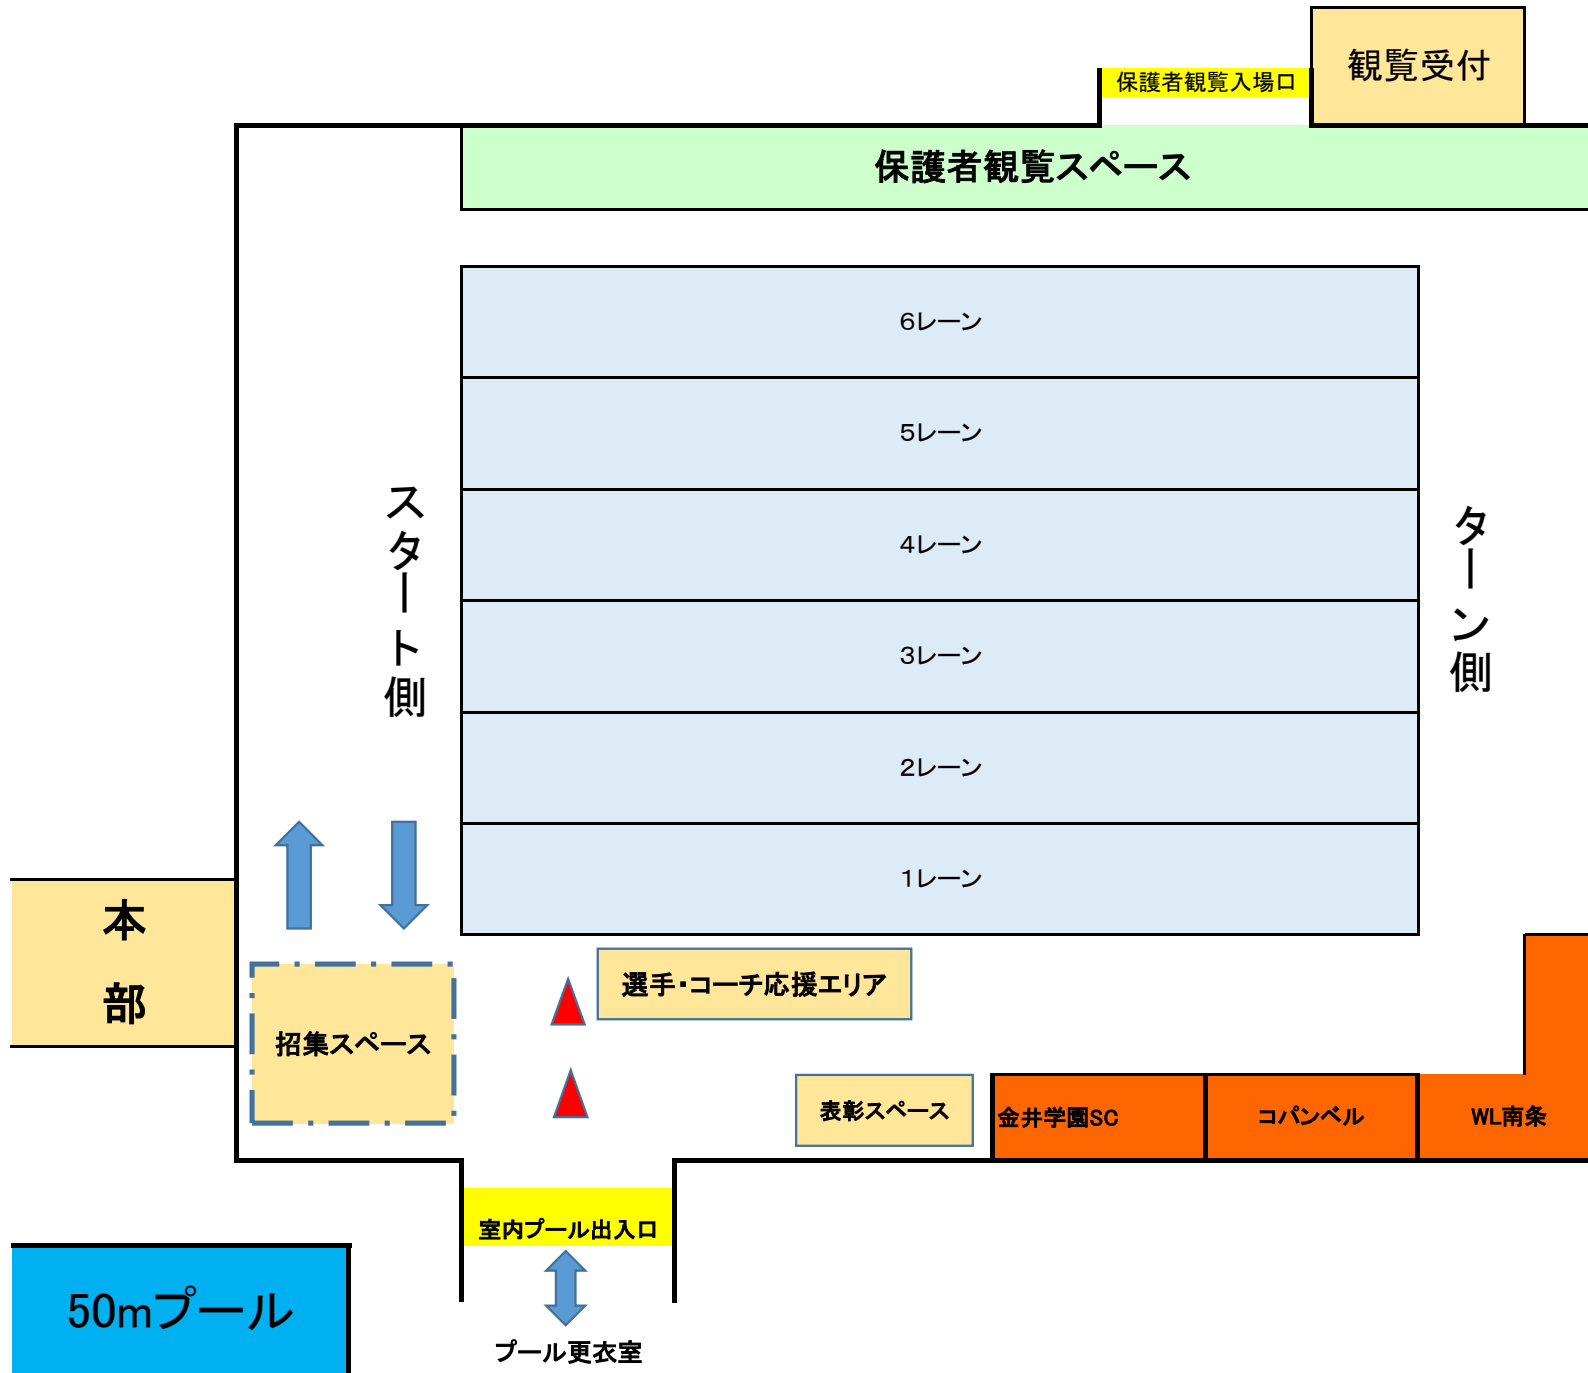 観覧受付
保護者観覧入場口
保護者観覧スペース
6レーン
5レーン
4レーン
3レーン
2レーン
1レーン
スタート側
ターン側
本部
選手・コーチ応援エリア
招集スペース
表彰スペース
金井学園SC
コパンベル
WL南条
室内プール出入口
50mプール
プール更衣室